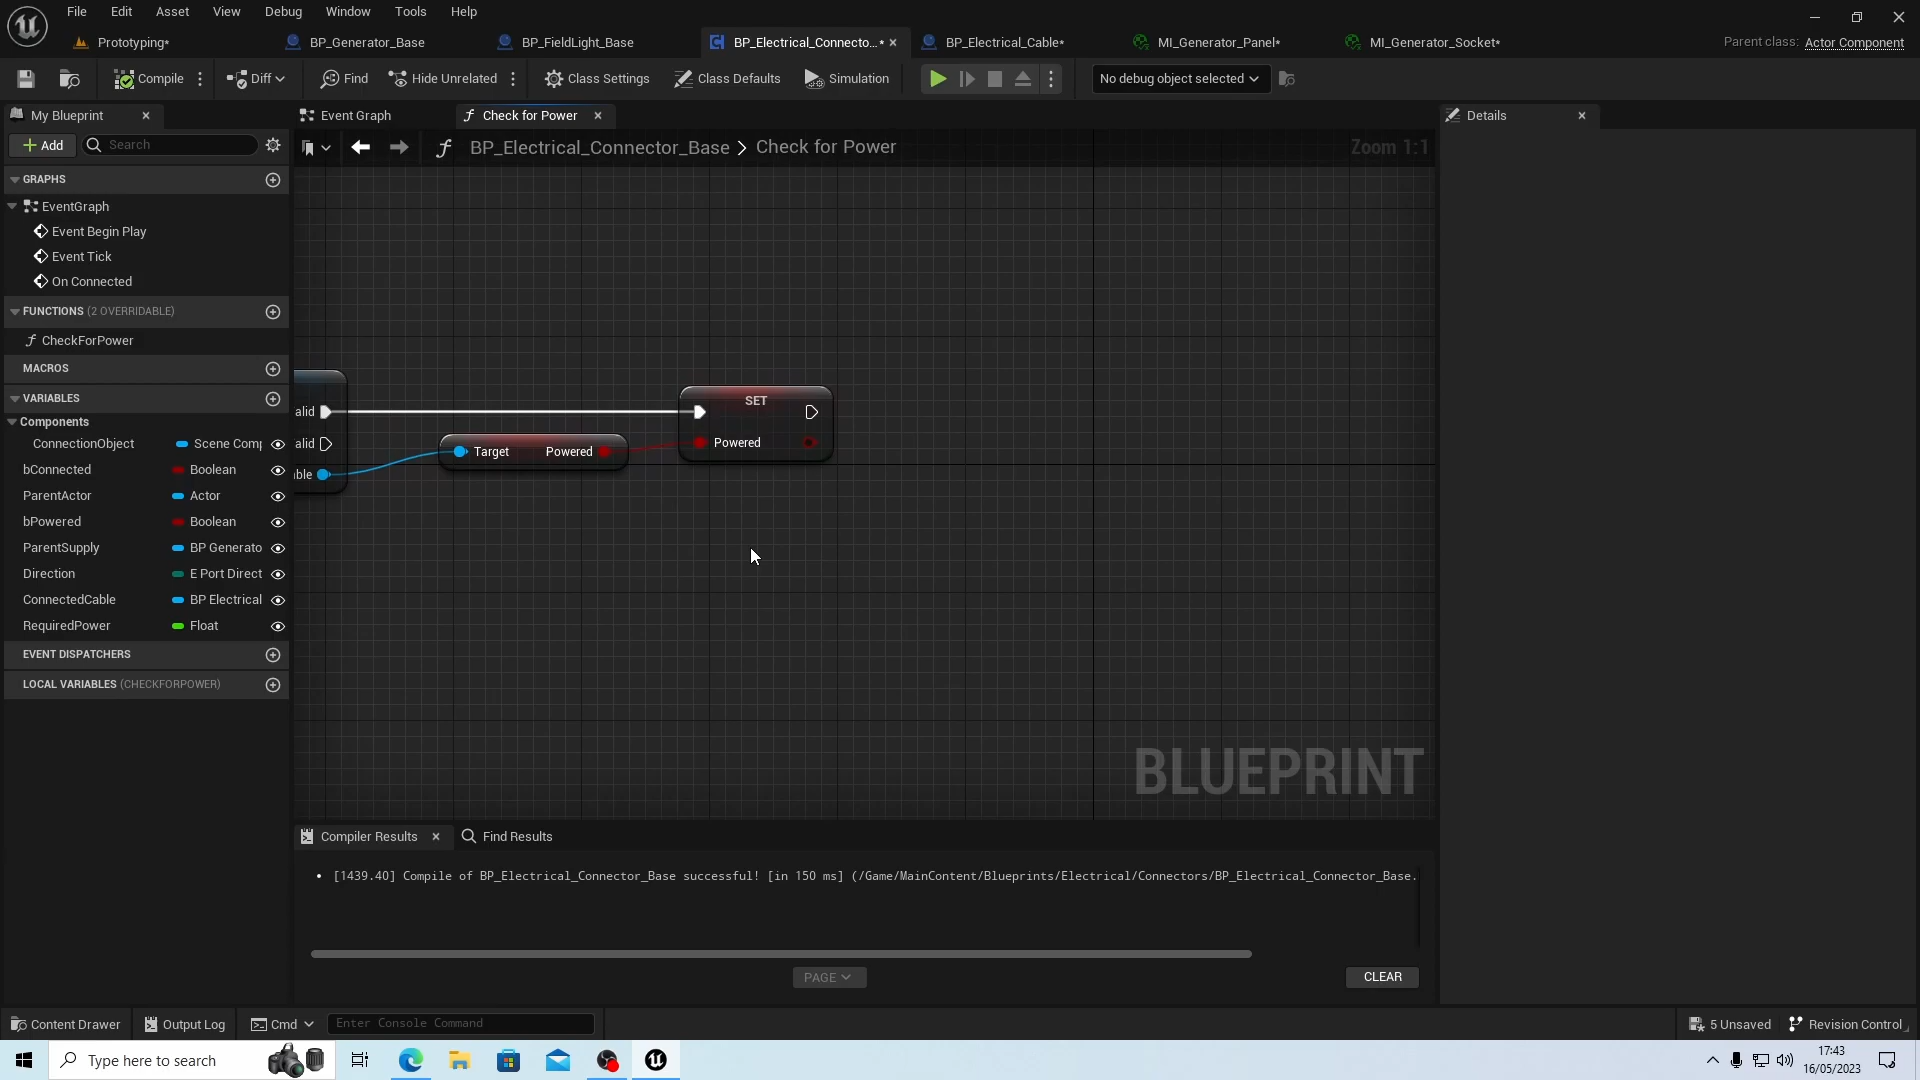 File Edit Asset View Debug Window Tools Help
Prototyping* BP_Generator_Base BP_FieldLight_Base BP_Electrical_Connecto...* BP_Electrical_Cable* MI_Generator_Panel* MI_Generator_Socket* Parent class: Actor Component
Compile Diff Find Hide Unrelated Class Settings Class Defaults Simulation No debug object selected
My Blueprint
Event Graph
Check for Power
Details
Add Search
BP_Electrical_Connector_Base > Check for Power
Zoom 1:1
GRAPHS
EventGraph
Event Begin Play
Event Tick
On Connected
FUNCTIONS (2 OVERRIDABLE)
CheckForPower
MACROS
VARIABLES
Components
ConnectionObject Scene Comp
bConnected Boolean
ParentActor Actor
bPowered Boolean
ParentSupply BP Generato
Direction E Port Direct
ConnectedCable BP Electrical
RequiredPower Float
EVENT DISPATCHERS
LOCAL VARIABLES (CHECKFORPOWER)
alid
alid
able
Target Powered
SET
Powered
BLUEPRINT
Compiler Results Find Results
[1439.40] Compile of BP_Electrical_Connector_Base successful! [in 150 ms] (/Game/MainContent/Blueprints/Electrical/Connectors/BP_Electrical_Connector_Base.
PAGE
CLEAR
Content Drawer Output Log Cmd Enter Console Command 5 Unsaved Revision Control
Type here to search
17:43
16/05/2023